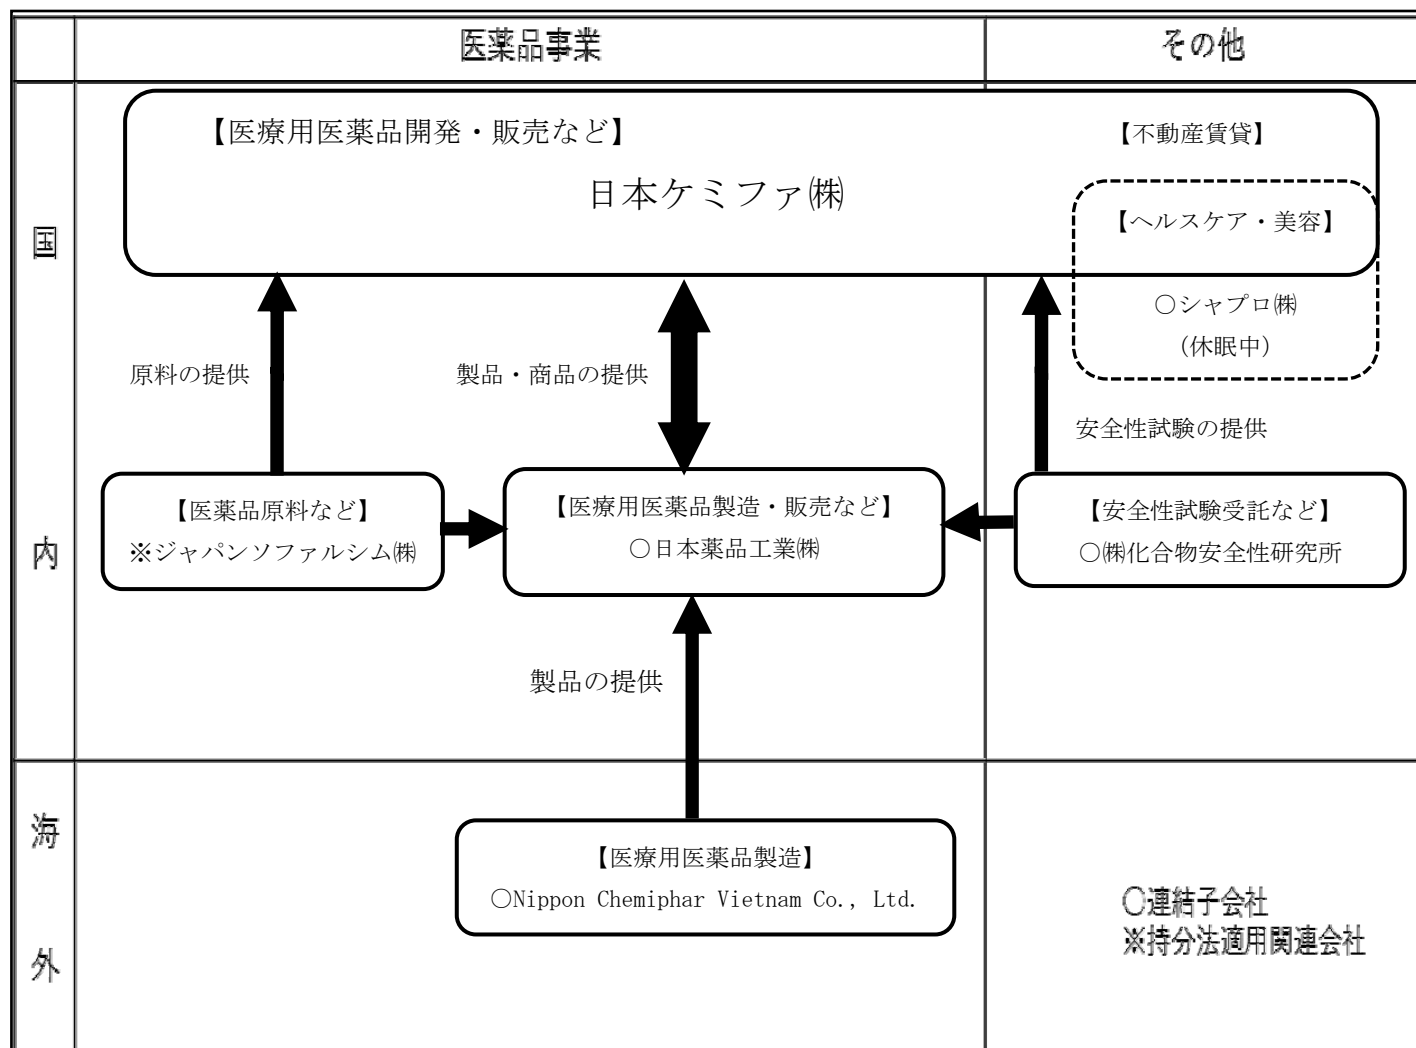 医薬品事業
その他
国
内
【医療用医薬品開発・販売など】
【不動産賃貸】
日本ケミファ㈱
【ヘルスケア・美容】
○シャプロ㈱
(休眠中)
原料の提供
製品・商品の提供
安全性試験の提供
【医薬品原料など】
※ジャパンソファルシム㈱
【医療用医薬品製造・販売など】
○日本薬品工業㈱
【安全性試験受託など】
○㈱化合物安全性研究所
製品の提供
海
外
【医療用医薬品製造】
○Nippon Chemiphar Vietnam Co., Ltd.
○連結子会社
※持分法適用関連会社